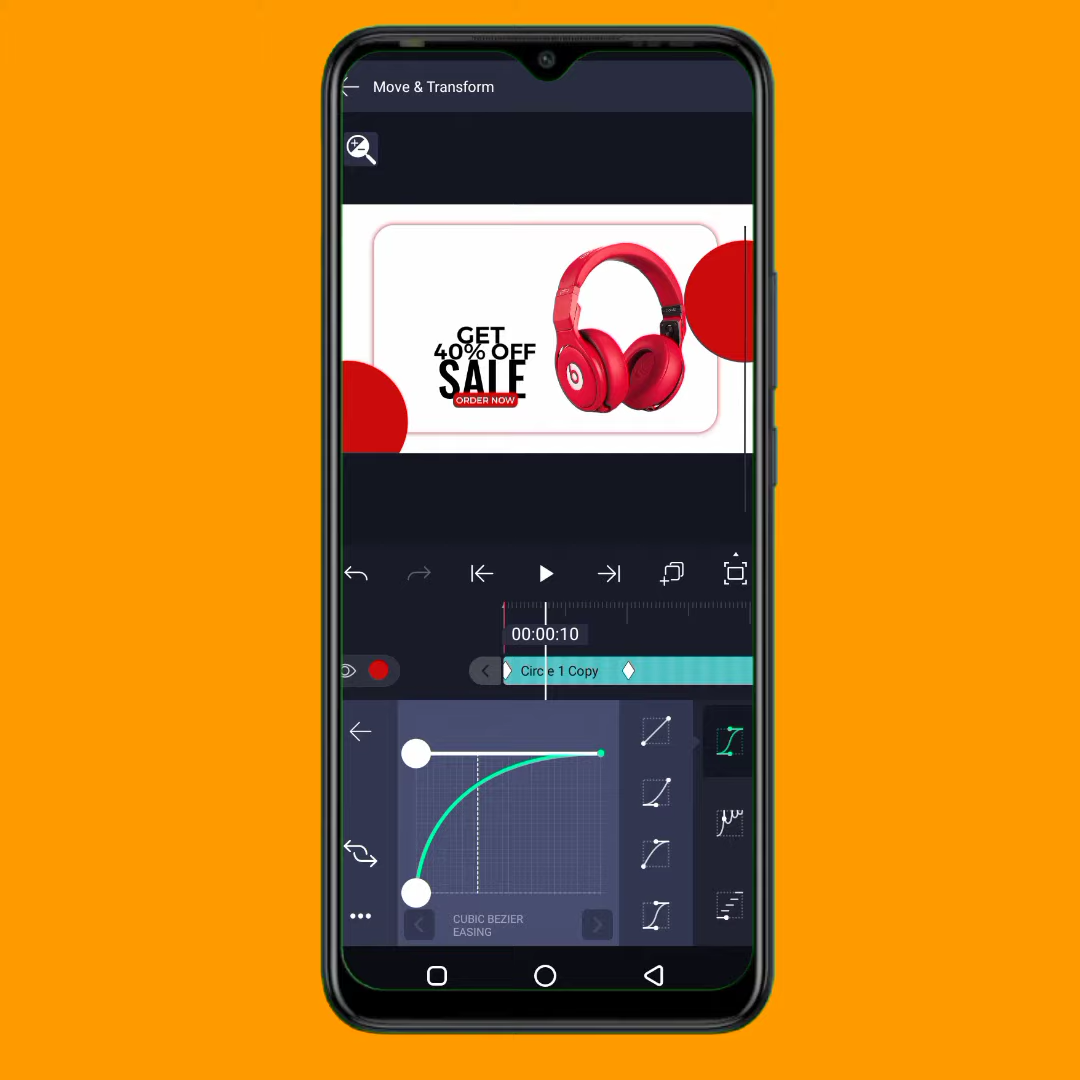 Move & Transform
GET
40% OFF
SALE
ORDER NOW
00:00:10
Circle 1 Copy
CUBIC BEZIER
EASING